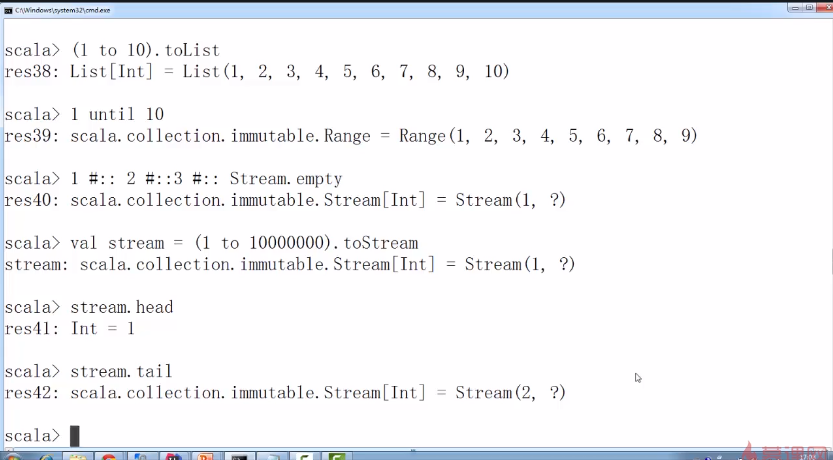 C:\Windows\system32\cmd.exe
scala> (1 to 10).toList
res38: List[Int] = List(1, 2, 3, 4, 5, 6, 7, 8, 9, 10)
scala> 1 until 10
res39: scala.collection.immutable.Range = Range(1, 2, 3, 4, 5, 6, 7, 8, 9)
scala> 1 #:: 2 #::3 #:: Stream.empty
res40: scala.collection.immutable.Stream[Int] = Stream(1, ?)
scala> val stream = (1 to 10000000).toStream
stream: scala.collection.immutable.Stream[Int] = Stream(1, ?)
scala> stream.head
res41: Int = 1
scala> stream.tail
res42: scala.collection.immutable.Stream[Int] = Stream(2, ?)
scala>